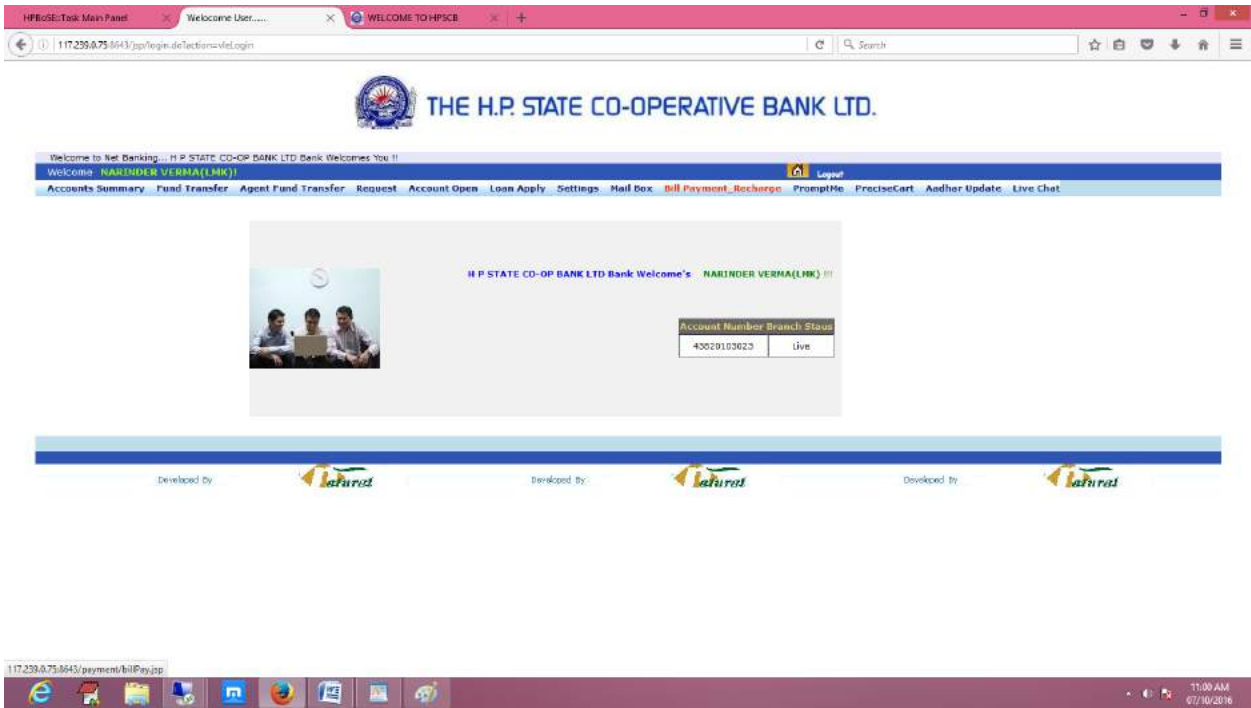 HPBoSE::Task Main Panel
Welocome User......
WELCOME TO HPSCB
117.239.0.75:8643/jsp/login.do?action=vleLogin
Search
THE H.P. STATE CO-OPERATIVE BANK LTD.
Welcome to Net Banking... H P STATE CO-OP BANK LTD Bank Welcomes You !!
Welcome NARINDER VERMA(LMK)!
Logout
Accounts Summary Fund Transfer Agent Fund Transfer Request Account Open Loan Apply Settings Mail Box Bill Payment_Recharge PromptMe PreciseCart Aadhar Update Live Chat
H P STATE CO-OP BANK LTD Bank Welcome's NARINDER VERMA(LMK) !!!
Account Number Branch Staus
Live
Developed By
Developed By
Developed By
117.239.0.75:8643/payment/billPay.jsp
11:00 AM
07/10/2016